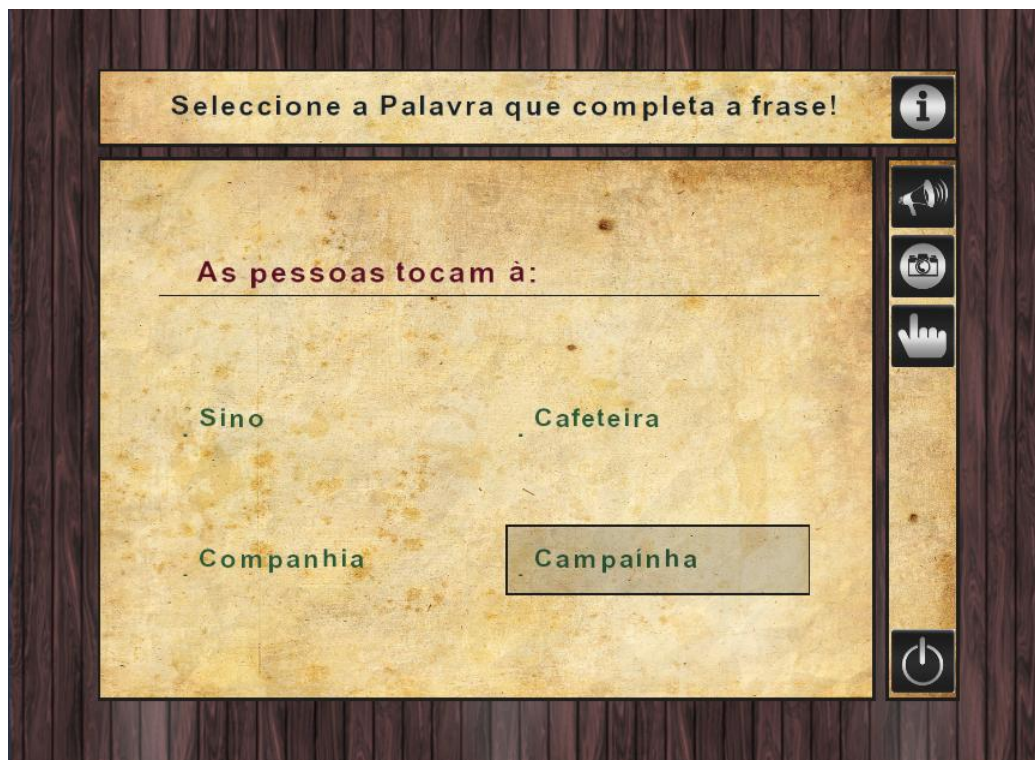 Seleccione a Palavra que completa a frase!
As pessoas tocam à:
Sino
Cafeteira
Companhia
Campaínha